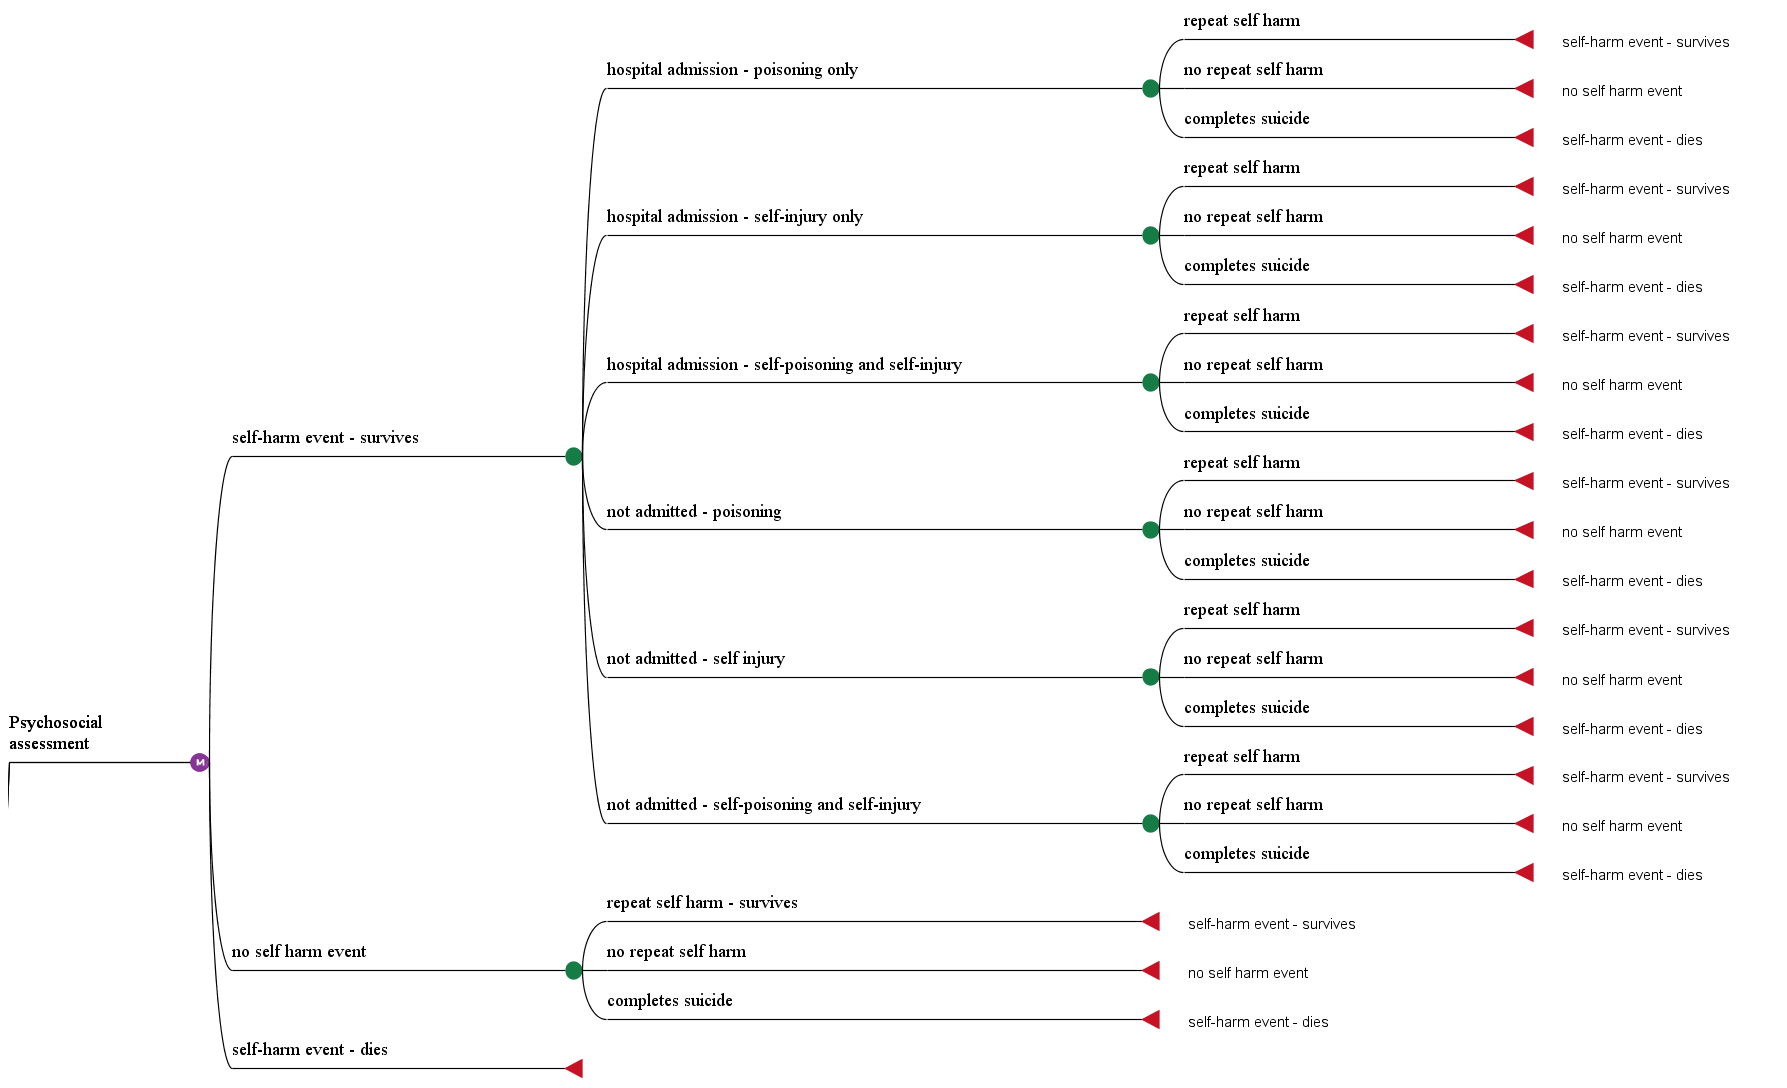 repeat self harm
self-harm event - survives
hospital admission - poisoning only
no repeat self harm
no self harm event
completes suicide
self-harm event - dies
repeat self harm
self-harm event - survives
hospital admission - self-injury only
no repeat self harm
no self harm event
completes suicide
self-harm event - dies
repeat self harm
self-harm event - survives
hospital admission - self-poisoning and self-injury
no repeat self harm
no self harm event
completes suicide
self-harm event - dies
self-harm event - survives
repeat self harm
self-harm event - survives
not admitted - poisoning
no repeat self harm
no self harm event
completes suicide
self-harm event - dies
repeat self harm
self-harm event - survives
not admitted - self injury
no repeat self harm
no self harm event
completes suicide
self-harm event - dies
Psychosocial
assessment
M
repeat self harm
self-harm event - survives
not admitted - self-poisoning and self-injury
no repeat self harm
no self harm event
completes suicide
self-harm event - dies
repeat self harm - survives
self-harm event - survives
no self harm event
no repeat self harm
no self harm event
completes suicide
self-harm event - dies
self-harm event - dies